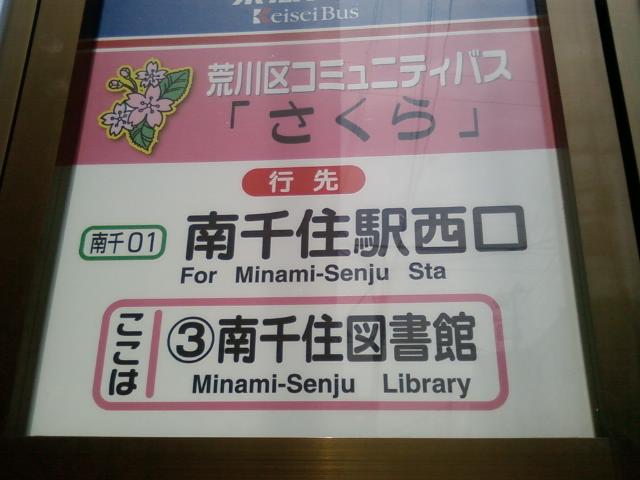 Keisei Bus
荒川区コミュニティバス
「さくら」
行先
南千01 南千住駅西口
For Minami-Senju Sta
ここは
③南千住図書館
Minami-Senju Library